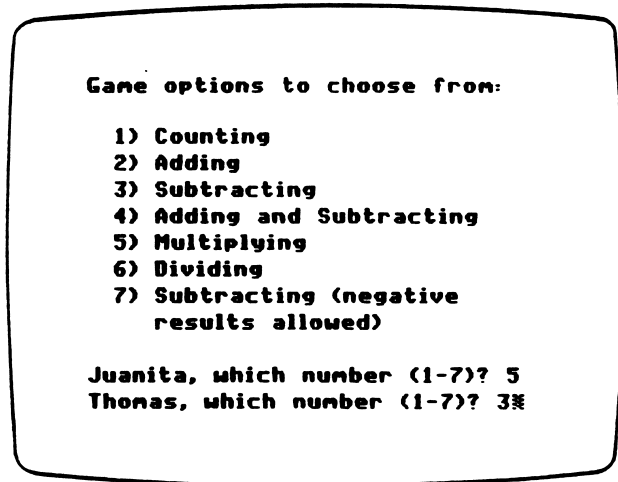 Game options to choose from:
1) Counting
2) Adding
3) Subtracting
4) Adding and Subtracting
5) Multiplying
6) Dividing
7) Subtracting (negative
results allowed)
Juanita, which number (1-7)? 5
Thomas, which number (1-7)? 3